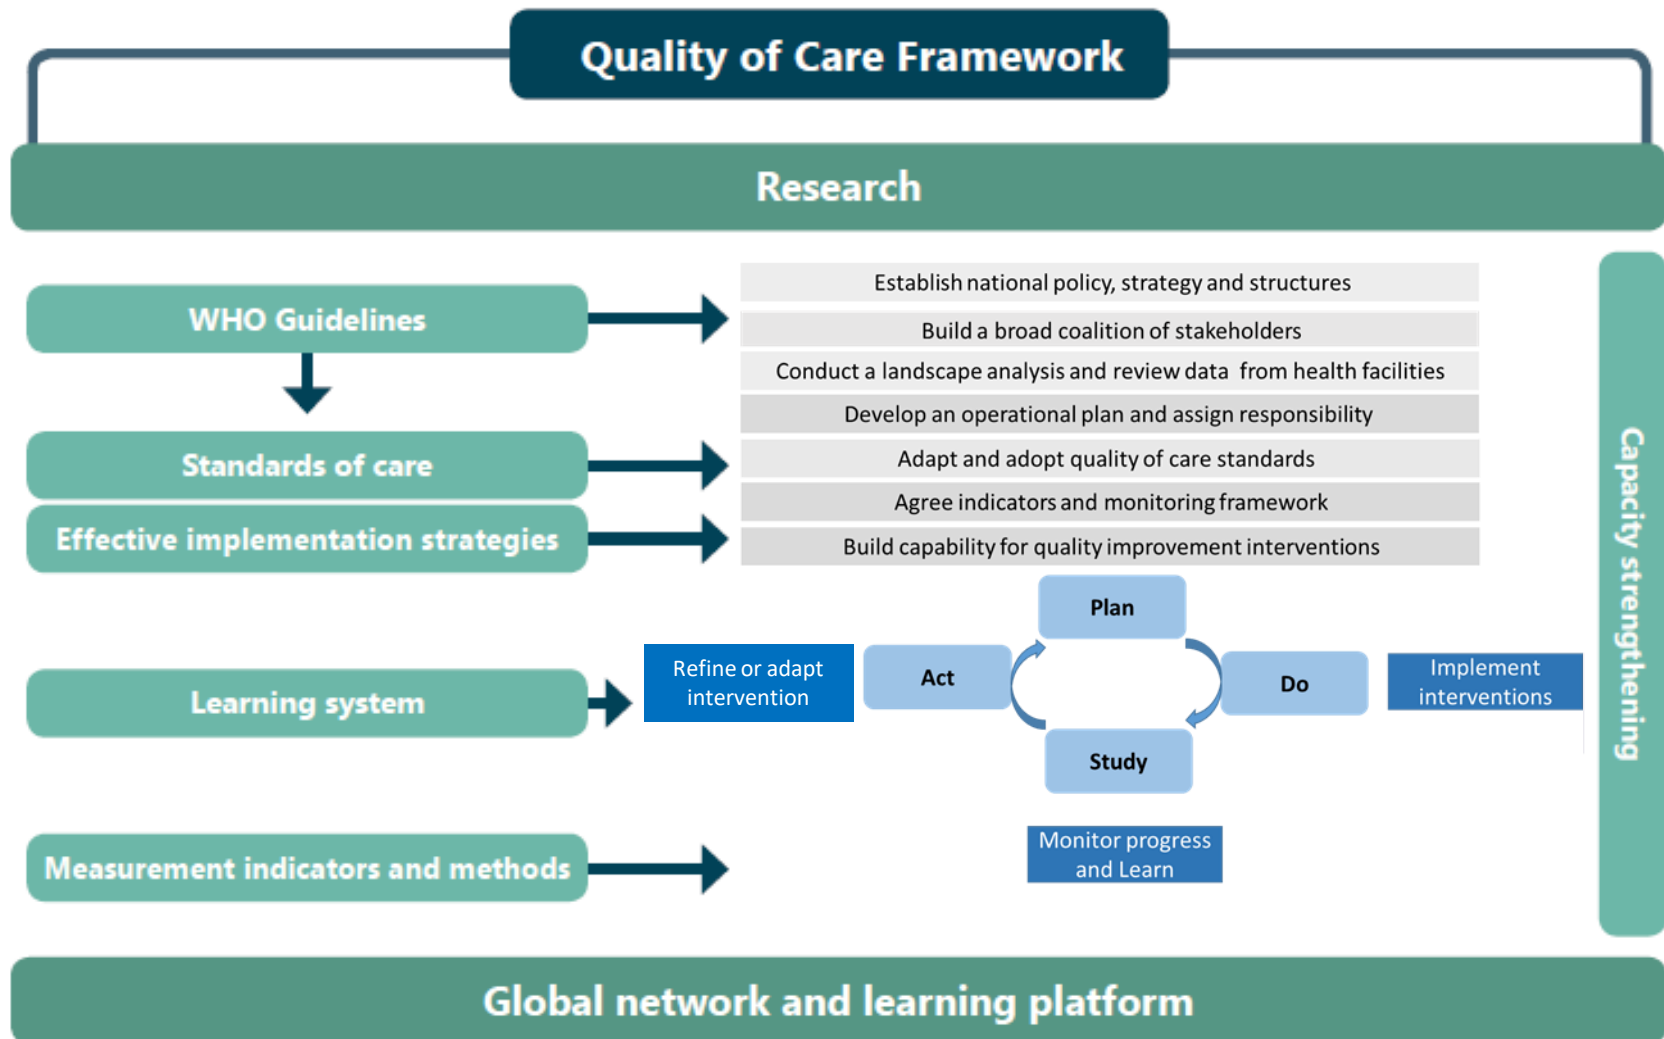 Quality of Care Framework
Research
WHO Guidelines
Establish national policy, strategy and structures
Build a broad coalition of stakeholders
Conduct a landscape analysis and review data from health facilities
Develop an operational plan and assign responsibility
Standards of care
Adapt and adopt quality of care standards
Agree indicators and monitoring framework
Effective implementation strategies
Build capability for quality improvement interventions
Learning system
Refine or adapt
intervention
Act
Plan
Do
Study
Implement
interventions
Measurement indicators and methods
Monitor progress
and Learn
Capacity strengthening
Global network and learning platform